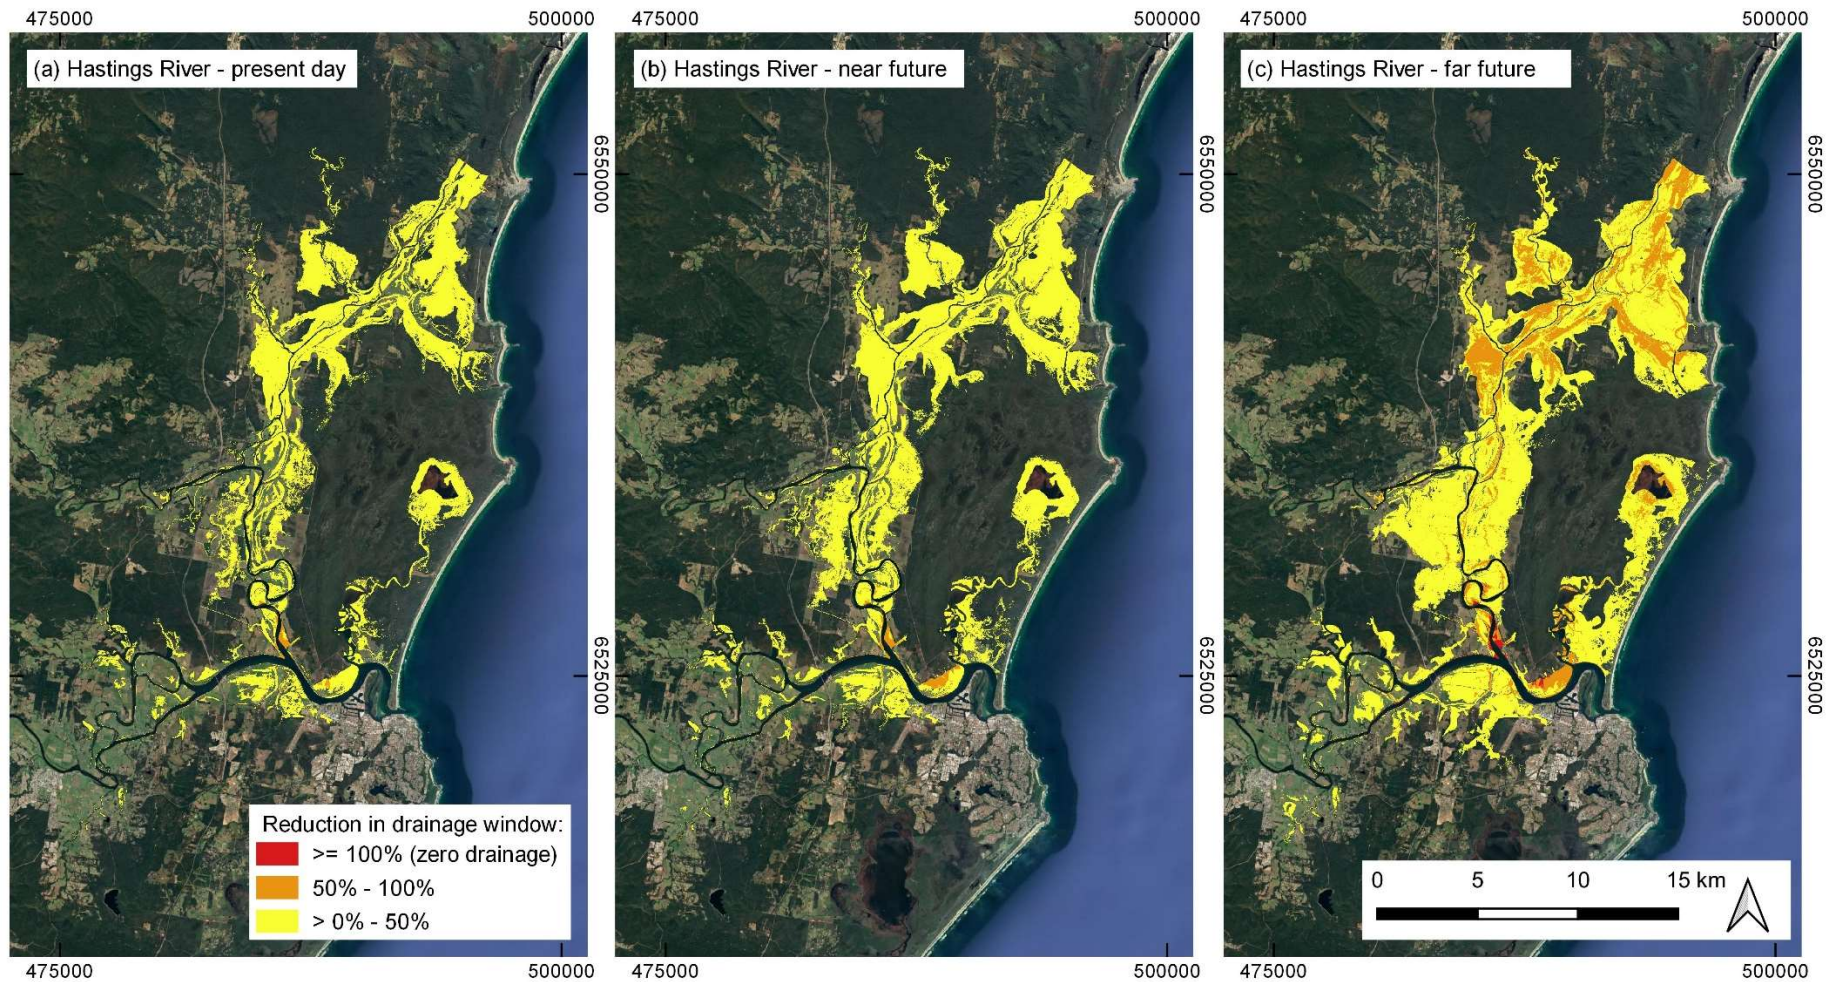 475000 500000 475000 500000 475000 500000
(a) Hastings River - present day
(b) Hastings River - near future
(c) Hastings River - far future
6550000 6550000 6550000
6525000 6525000 6525000
Reduction in drainage window:
>= 100% (zero drainage)
50% - 100%
> 0% - 50%
0 5 10 15 km
475000 500000 475000 500000 475000 500000